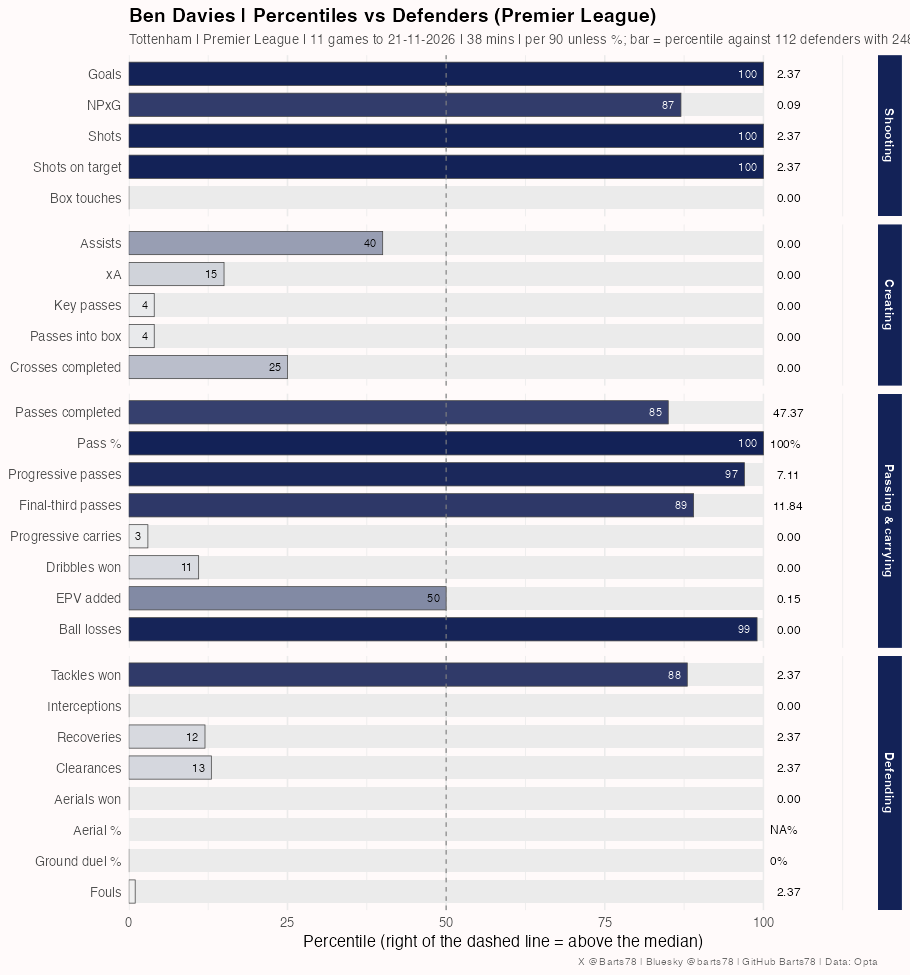 Ben Davies | Percentiles vs Defenders (Premier League)
Tottenham | Premier League | 11 games to 21-11-2026 | 38 mins | per 90 unless %; bar = percentile against 112 defenders with 248
Goals 100 2.37
NPxG 87 0.09
Shots 100 2.37
Shots on target 100 2.37
Box touches 0.00
Shooting
Assists 40 0.00
xA 15 0.00
Key passes 4 0.00
Passes into box 4 0.00
Crosses completed 25 0.00
Creating
Passes completed 85 47.37
Pass % 100 100%
Progressive passes 97 7.11
Final-third passes 89 11.84
Progressive carries 3 0.00
Dribbles won 11 0.00
EPV added 50 0.15
Ball losses 99 0.00
Passing & carrying
Tackles won 88 2.37
Interceptions 0.00
Recoveries 12 2.37
Clearances 13 2.37
Aerials won 0.00
Aerial % NA%
Ground duel % 0%
Fouls 2.37
Defending
0 25 50 75 100
Percentile (right of the dashed line = above the median)
X @Barts78 | Bluesky @barts78 | GitHub Barts78 | Data: Opta